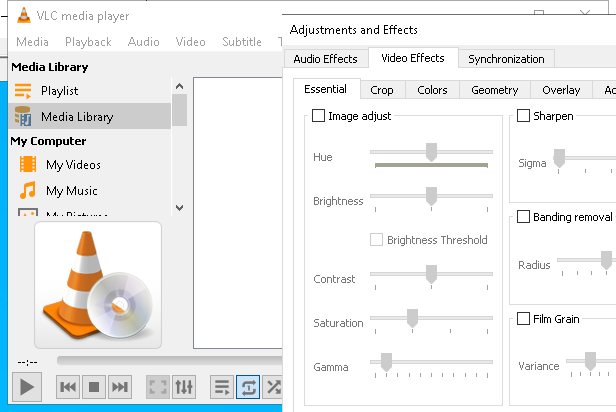 VLC media player
Media Playback Audio Video Subtitle
Media Library
Playlist
Media Library
My Computer
My Videos
My Music
My Pictures
--:--
Adjustments and Effects
Audio Effects Video Effects Synchronization
Essential Crop Colors Geometry Overlay
Image adjust
Hue
Brightness
Brightness Threshold
Contrast
Saturation
Gamma
Sharpen
Sigma
Banding removal
Radius
Film Grain
Variance